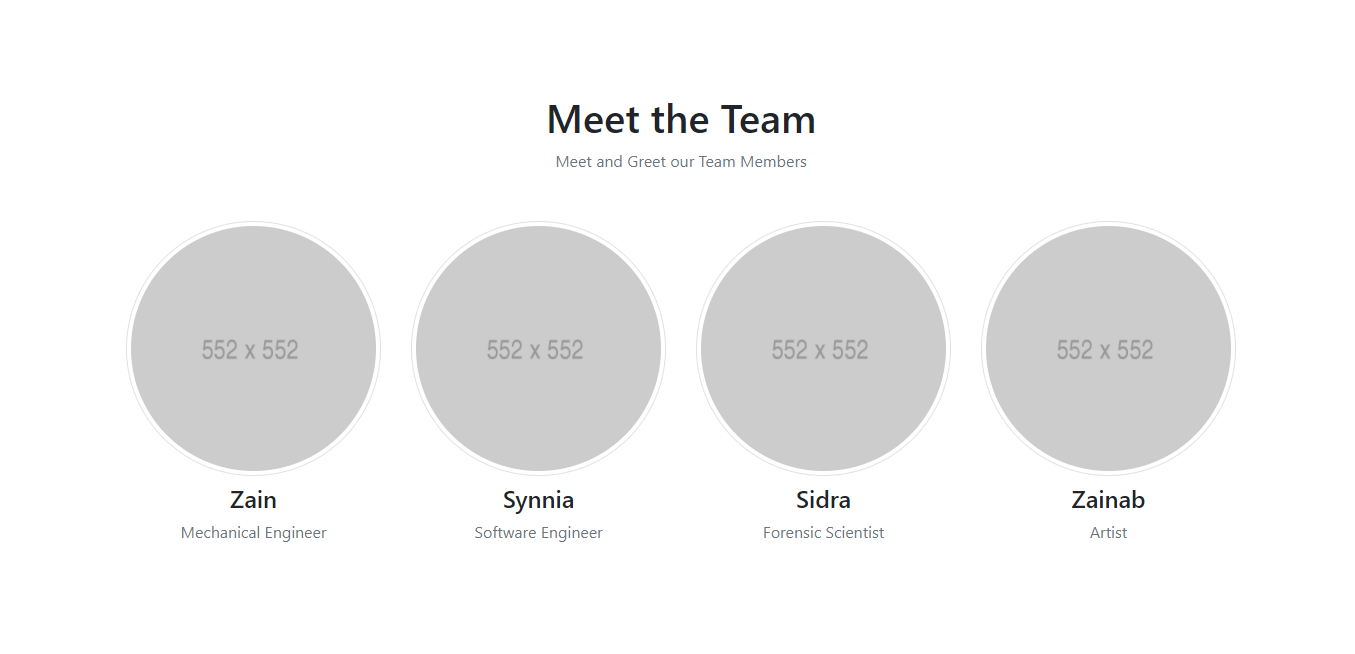 Meet the Team
Meet and Greet our Team Members
552 x 552
552 x 552
552 x 552
552 x 552
Zain
Synnia
Sidra
Zainab
Mechanical Engineer
Software Engineer
Forensic Scientist
Artist